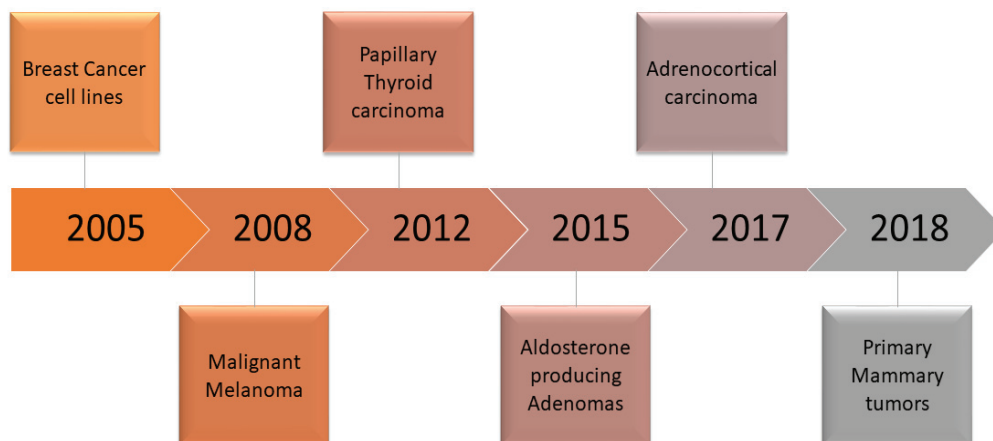 Breast Cancer
cell lines
Papillary
Thyroid
carcinoma
Adrenocortical
carcinoma
2005
2008
2012
2015
2017
2018
Malignant
Melanoma
Aldosterone
producing
Adenomas
Primary
Mammary
tumors